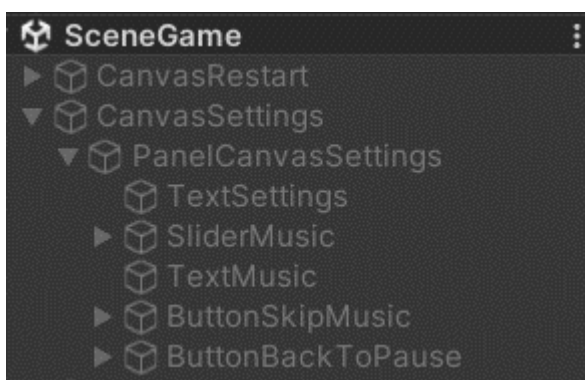 SceneGame
CanvasRestart
CanvasSettings
PanelCanvasSettings
TextSettings
SliderMusic
TextMusic
ButtonSkipMusic
ButtonBackToPause